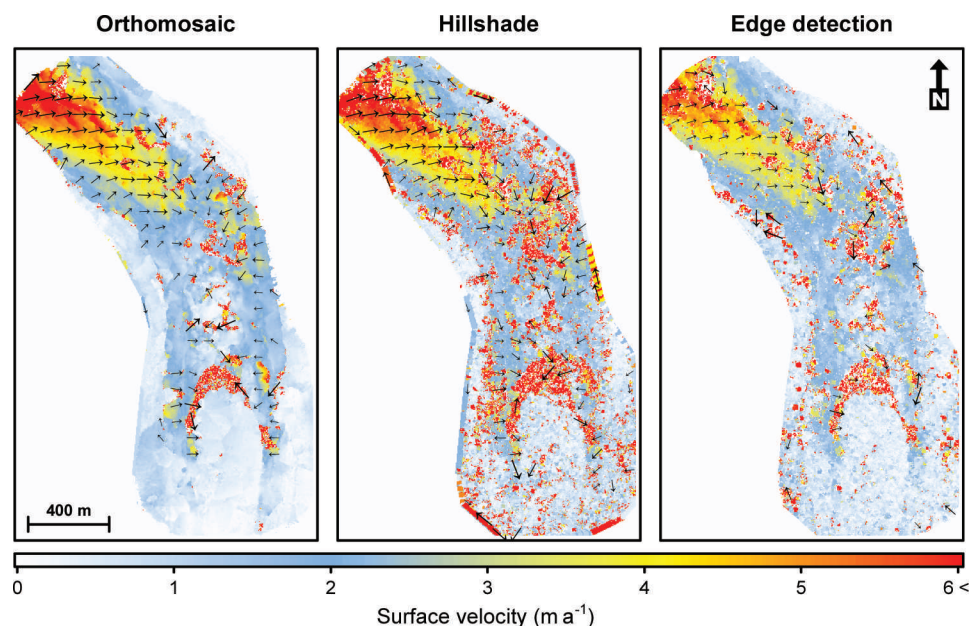 Orthomosaic
Hillshade
Edge detection
N
400 m
0 1 2 3 4 5 6 <
Surface velocity (m a⁻¹)